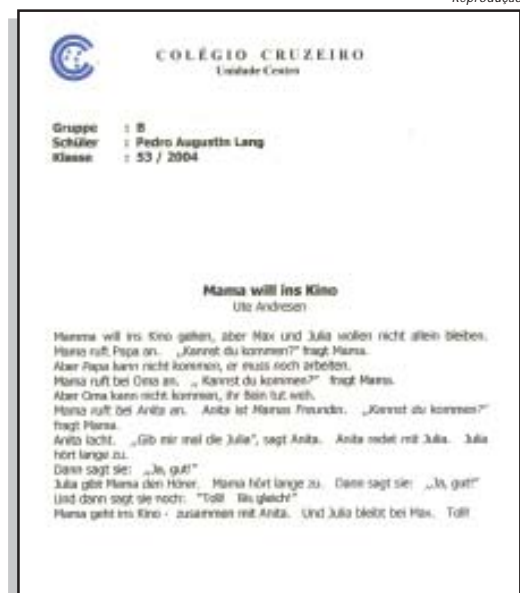 Reprodução
COLÉGIO CRUZEIRO
Unidade Centro
Gruppe : B
Schüler : Pedro Augustin Lang
Klasse : 53 / 2004
Mama will ins Kino
Ute Andresen
Mamma will ins Kino gehen, aber Max und Julia wollen nicht allein bleiben.
Mama ruft Papa an. „Kannst du kommen?" fragt Mama.
Aber Papa kann nicht kommen, er muss noch arbeiten.
Mama ruft bei Oma an. „ Kannst du kommen?" fragt Mama.
Aber Oma kann nicht kommen, ihr Bein tut weh.
Mama ruft bei Anita an. Anita ist Mamas Freundin. „Kannst du kommen?"
fragt Mama.
Anita lacht. „Gib mir mal die Julia", sagt Anita. Anita redet mit Julia. Julia
hört lange zu.
Dann sagt sie: „Ja, gut!"
Julia gibt Mama den Hörer. Mama hört lange zu. Dann sagt sie: „Ja, gut!"
Und dann sagt sie noch: "Toll! Bis gleich!"
Mama geht ins Kino - zusammen mit Anita. Und Julia bleibt bei Max. Toll!